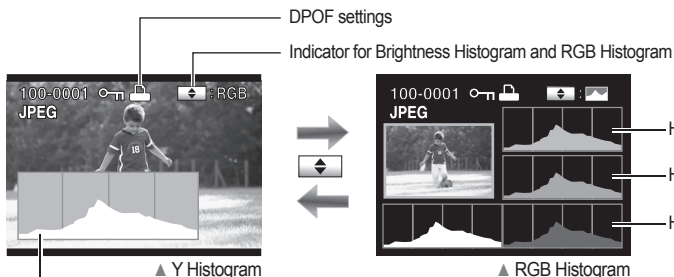 DPOF settings
Indicator for Brightness Histogram and RGB Histogram
100-0001 : RGB
JPEG
18
▲ Y Histogram
100-0001 :
JPEG
H
H
H
▲ RGB Histogram